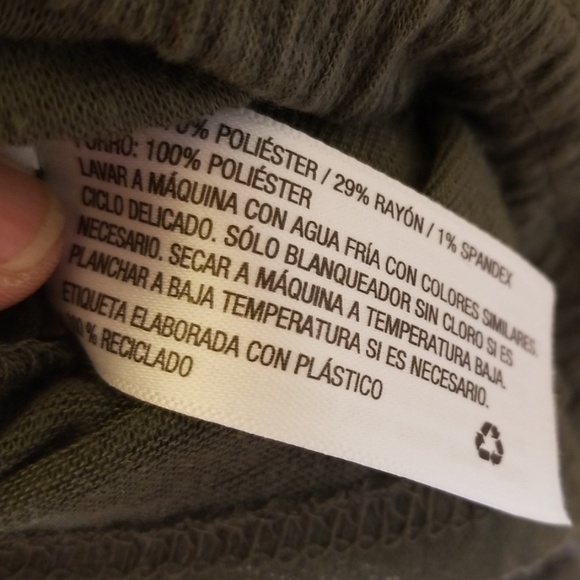 0% POLIÉSTER / 29% RAYÓN / 1% SPANDEX
FORRO: 100% POLIÉSTER
LAVAR A MÁQUINA CON AGUA FRÍA CON COLORES SIMILARES.
CICLO DELICADO. SÓLO BLANQUEADOR SIN CLORO SI ES
NECESARIO. SECAR A MÁQUINA A TEMPERATURA BAJA.
PLANCHAR A BAJA TEMPERATURA SI ES NECESARIO.
ETIQUETA ELABORADA CON PLÁSTICO
100 % RECICLADO